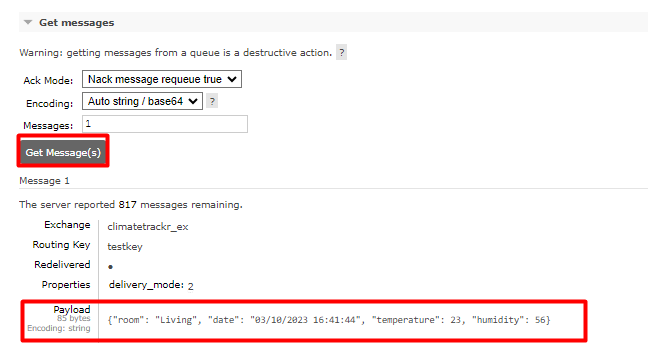 Get messages
Warning: getting messages from a queue is a destructive action. ?
Ack Mode: Nack message requeue true
Encoding: Auto string / base64 ?
Messages: 1
Get Message(s)
Message 1
The server reported 817 messages remaining.
Exchange climatetrackr_ex
Routing Key testkey
Redelivered ●
Properties delivery_mode: 2
Payload
85 bytes
Encoding: string
{"room": "Living", "date": "03/10/2023 16:41:44", "temperature": 23, "humidity": 56}